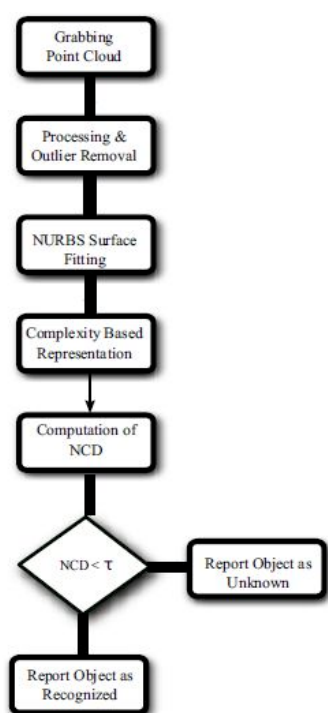 Grabbing
Point Cloud
Processing &
Outlier Removal
NURBS Surface
Fitting
Complexity Based
Representation
Computation of
NCD
NCD < τ
Report Object as
Unknown
Report Object as
Recognized